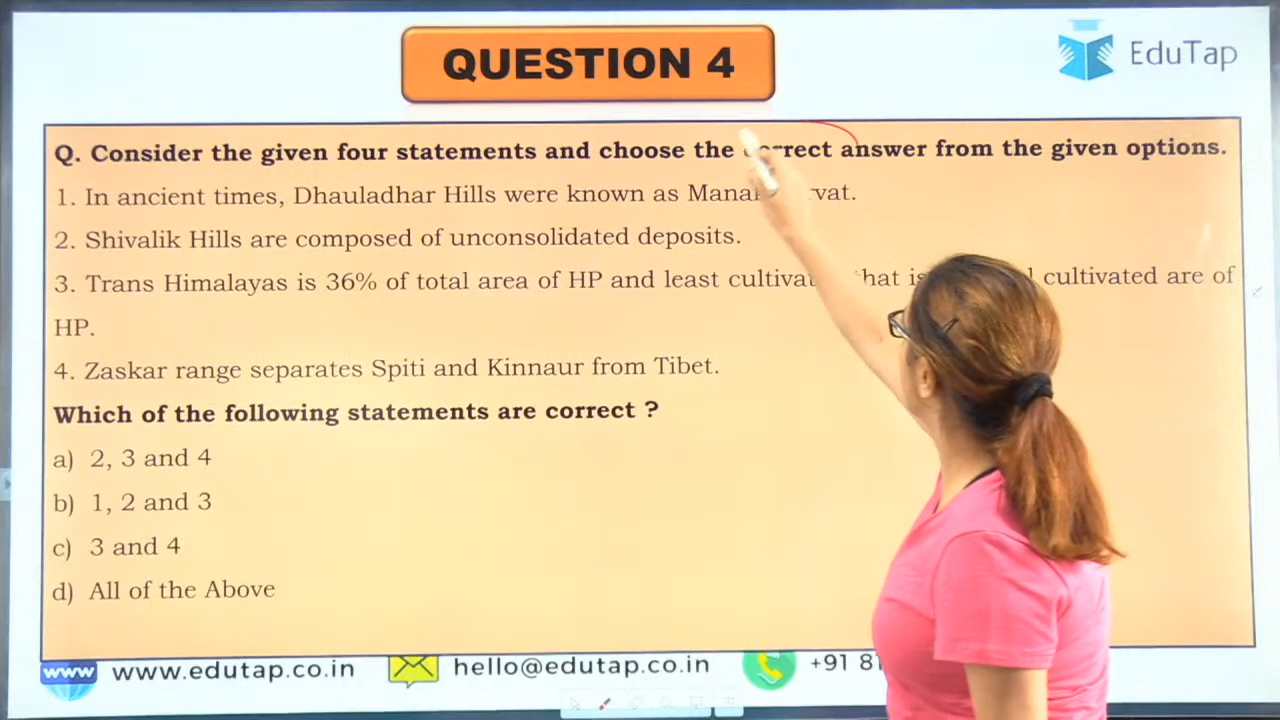 QUESTION 4
EduTap
Q. Consider the given four statements and choose the correct answer from the given options.
1. In ancient times, Dhauladhar Hills were known as
2. Shivalik Hills are composed of unconsolidated deposits.
3. Trans Himalayas is 36% of total area of HP and least cultivated cultivated are of
HP.
4. Zaskar range separates Spiti and Kinnaur from Tibet.
Which of the following statements are correct ?
a) 2, 3 and 4
b) 1, 2 and 3
c) 3 and 4
d) All of the Above
www www.edutap.co.in hello@edutap.co.in +91